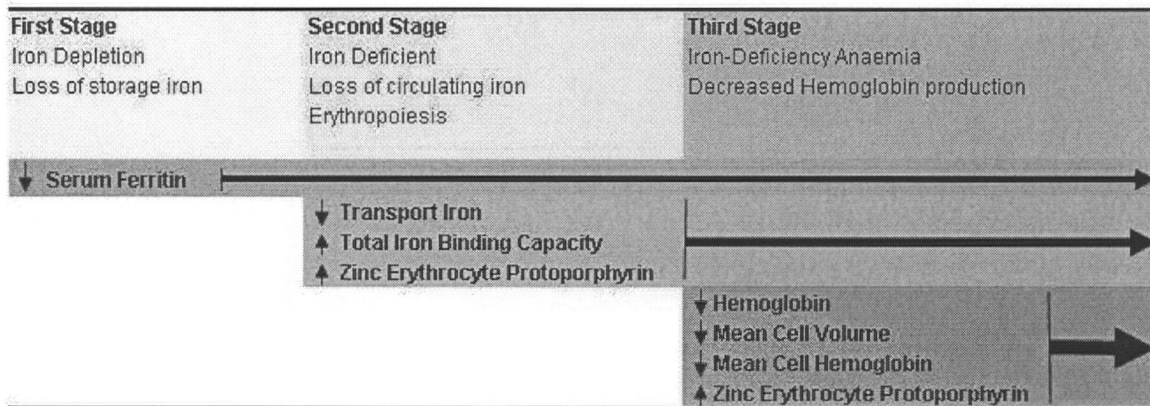 First Stage
Iron Depletion
Loss of storage iron
Second Stage
Iron Deficient
Loss of circulating iron
Erythropoiesis
Third Stage
Iron-Deficiency Anaemia
Decreased Hemoglobin production
↓ Serum Ferritin
↓ Transport Iron
↑ Total Iron Binding Capacity
↑ Zinc Erythrocyte Protoporphyrin
↓ Hemoglobin
↓ Mean Cell Volume
↓ Mean Cell Hemoglobin
↑ Zinc Erythrocyte Protoporphyrin